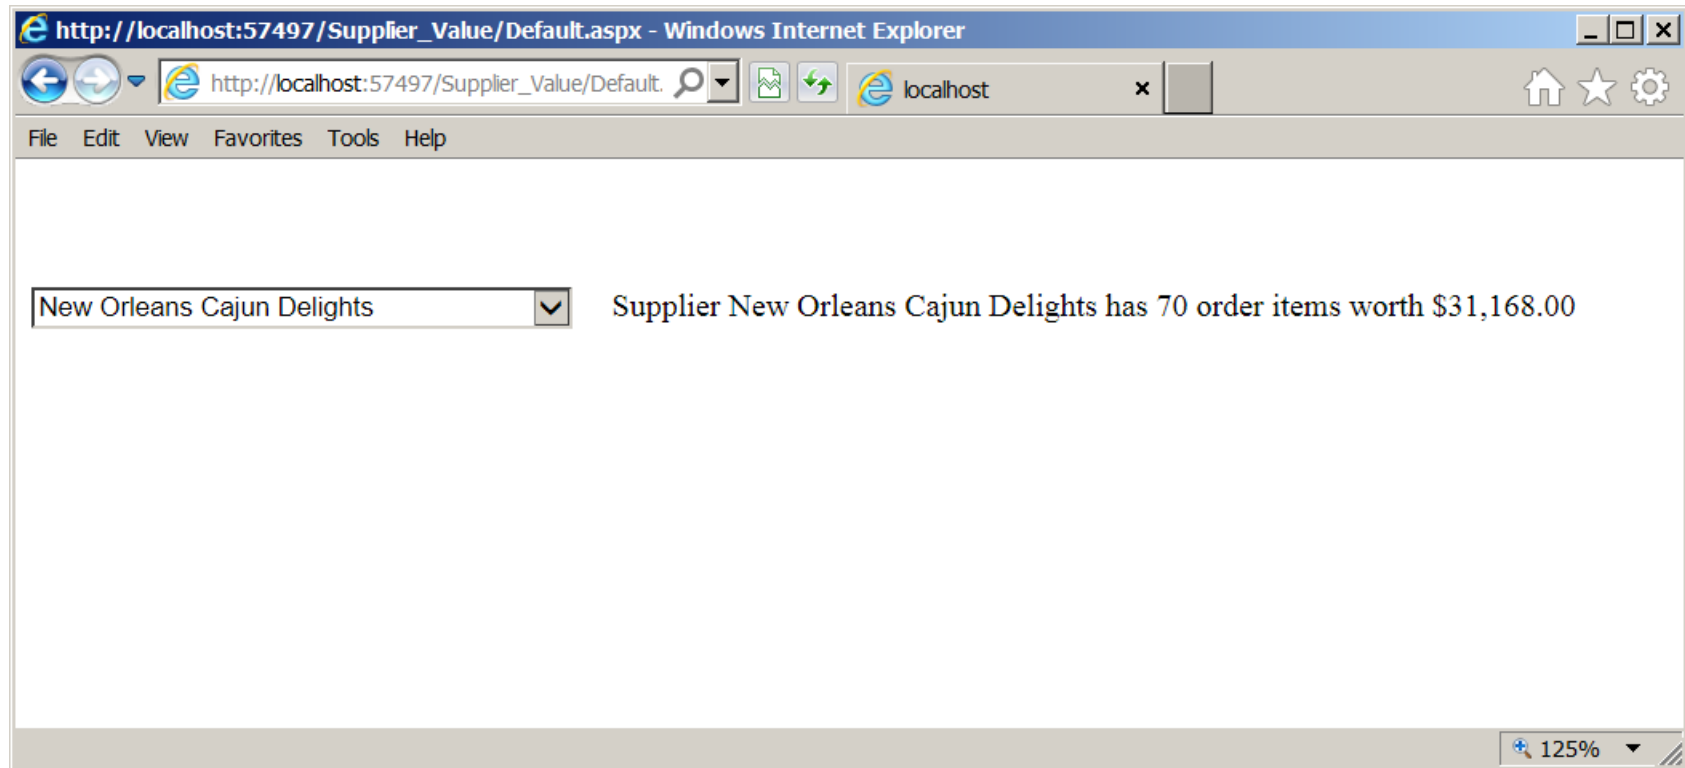 http://localhost:57497/Supplier_Value/Default.aspx - Windows Internet Explorer
http://localhost:57497/Supplier_Value/Default.
localhost
File Edit View Favorites Tools Help
New Orleans Cajun Delights
Supplier New Orleans Cajun Delights has 70 order items worth $31,168.00
125%